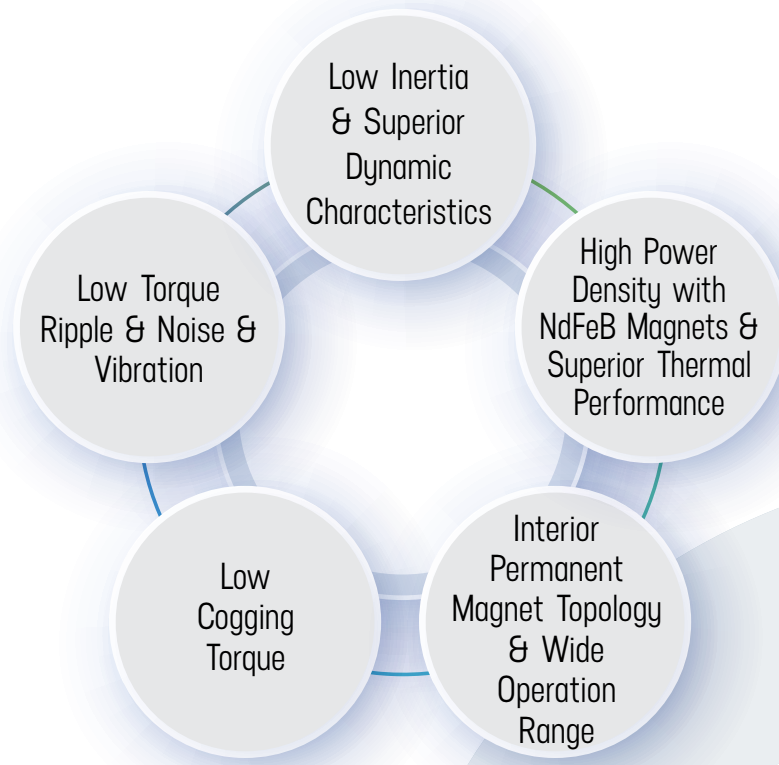 Low Inertia
& Superior
Dynamic
Characteristics
High Power
Density with
NdFeB Magnets &
Superior Thermal
Performance
Interior
Permanent
Magnet Topology
& Wide
Operation
Range
Low
Cogging
Torque
Low Torque
Ripple & Noise &
Vibration